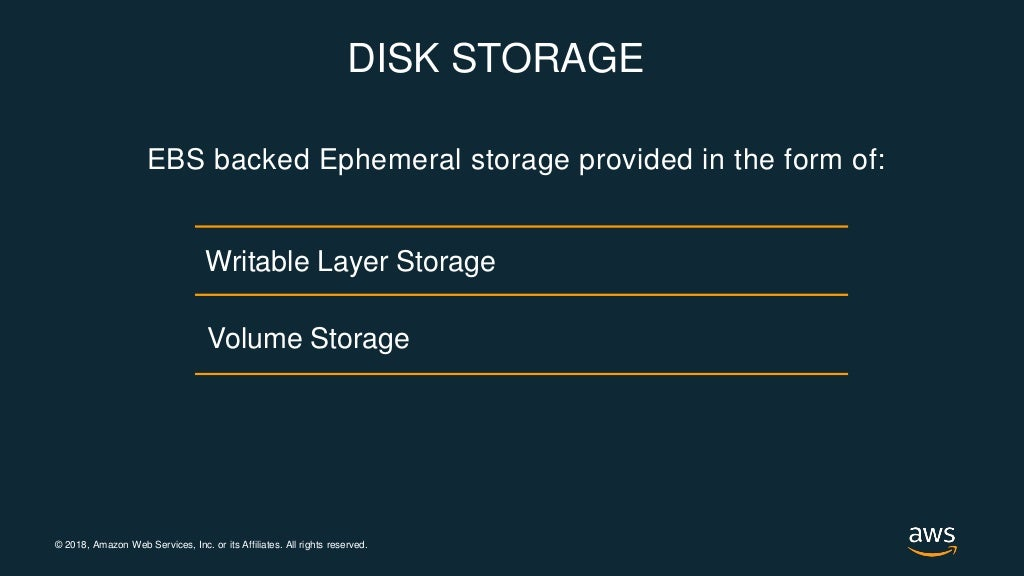 DISK STORAGE
EBS backed Ephemeral storage provided in the form of:
Writable Layer Storage
Volume Storage
© 2018, Amazon Web Services, Inc. or its Affiliates. All rights reserved.
aws